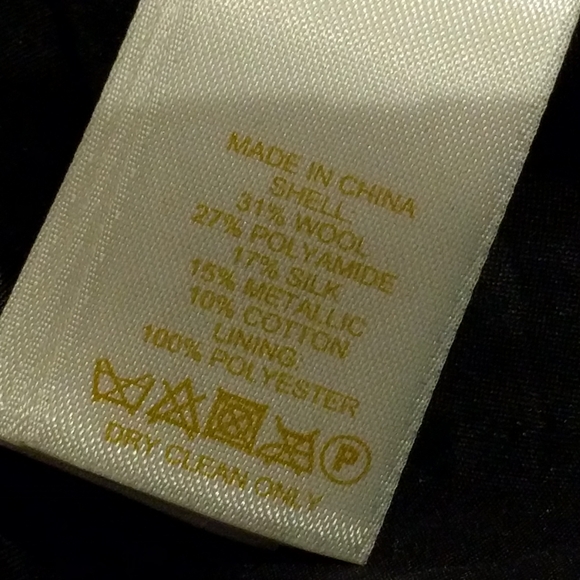 MADE IN CHINA
SHELL:
31% WOOL
27% POLYAMIDE
17% SILK
15% METALLIC
10% COTTON
LINING:
100% POLYESTER
P
DRY CLEAN ONLY